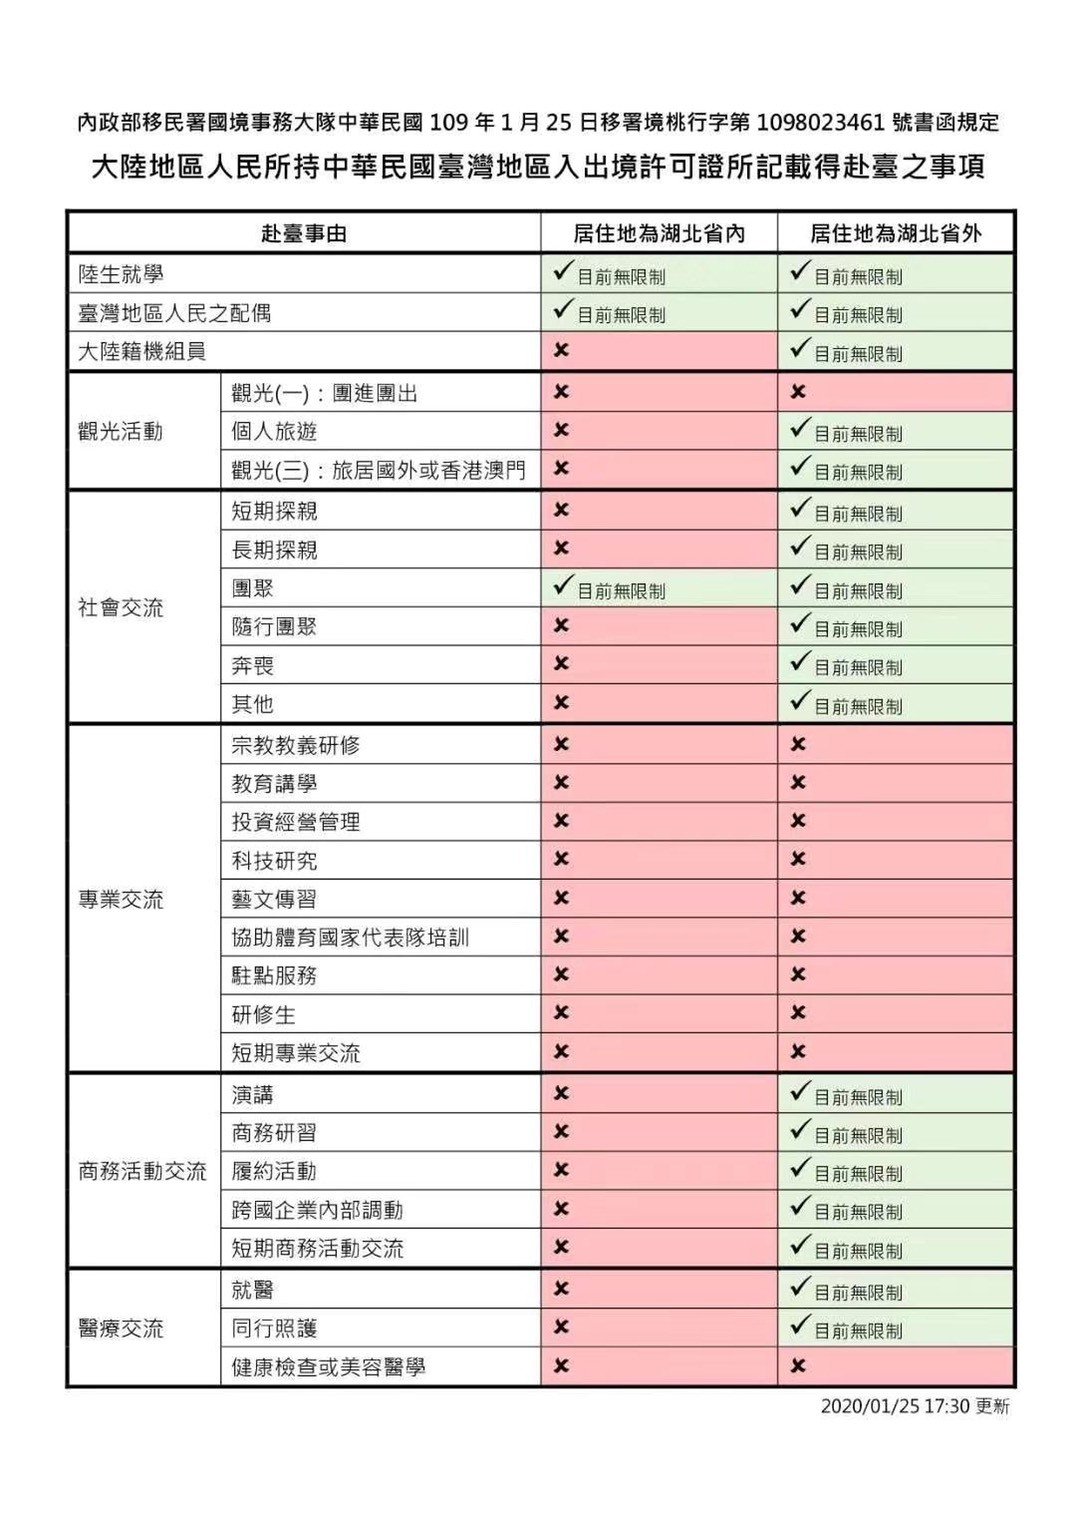 內政部移民署國境事務大隊中華民國 109 年 1 月 25 日移署境桃行字第 1098023461 號書函規定
大陸地區人民所持中華民國臺灣地區入出境許可證所記載得赴臺之事項
赴臺事由 居住地為湖北省內 居住地為湖北省外
陸生就學 ✓目前無限制 ✓目前無限制
臺灣地區人民之配偶 ✓目前無限制 ✓目前無限制
大陸籍機組員 ✘ ✓目前無限制
觀光活動
觀光(一)：團進團出 ✘ ✘
個人旅遊 ✘ ✓目前無限制
觀光(三)：旅居國外或香港澳門 ✘ ✓目前無限制
社會交流
短期探親 ✘ ✓目前無限制
長期探親 ✘ ✓目前無限制
團聚 ✓目前無限制 ✓目前無限制
隨行團聚 ✘ ✓目前無限制
奔喪 ✘ ✓目前無限制
其他 ✘ ✓目前無限制
專業交流
宗教教義研修 ✘ ✘
教育講學 ✘ ✘
投資經營管理 ✘ ✘
科技研究 ✘ ✘
藝文傳習 ✘ ✘
協助體育國家代表隊培訓 ✘ ✘
駐點服務 ✘ ✘
研修生 ✘ ✘
短期專業交流 ✘ ✘
商務活動交流
演講 ✘ ✓目前無限制
商務研習 ✘ ✓目前無限制
履約活動 ✘ ✓目前無限制
跨國企業內部調動 ✘ ✓目前無限制
短期商務活動交流 ✘ ✓目前無限制
醫療交流
就醫 ✘ ✓目前無限制
同行照護 ✘ ✓目前無限制
健康檢查或美容醫學 ✘ ✘
2020/01/25 17:30 更新